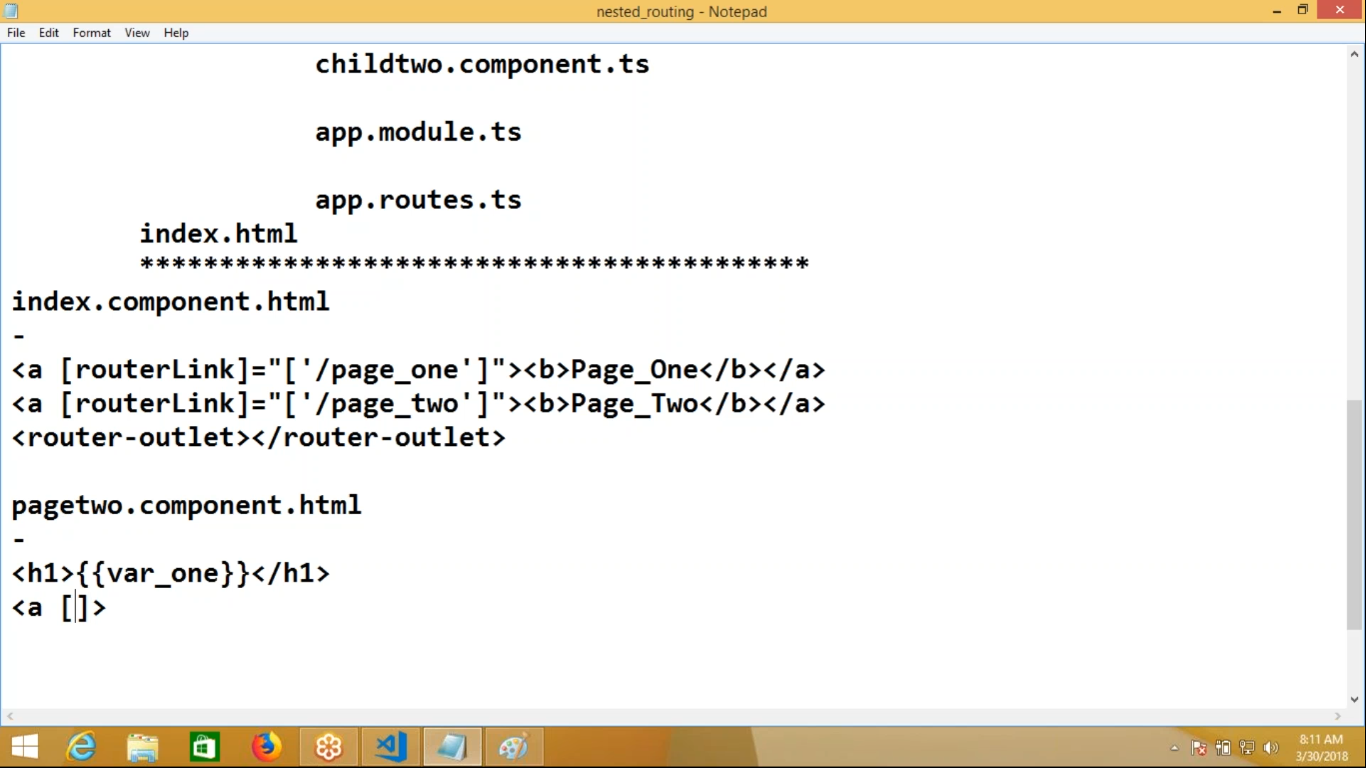 nested_routing - Notepad
File Edit Format View Help
childtwo.component.ts
app.module.ts
app.routes.ts
index.html
******************************************
index.component.html
-
<a [routerLink]="['/page_one']"><b>Page_One</b></a>
<a [routerLink]="['/page_two']"><b>Page_Two</b></a>
<router-outlet></router-outlet>
pagetwo.component.html
-
<h1>{{var_one}}</h1>
<a []>
8:11 AM
3/30/2018